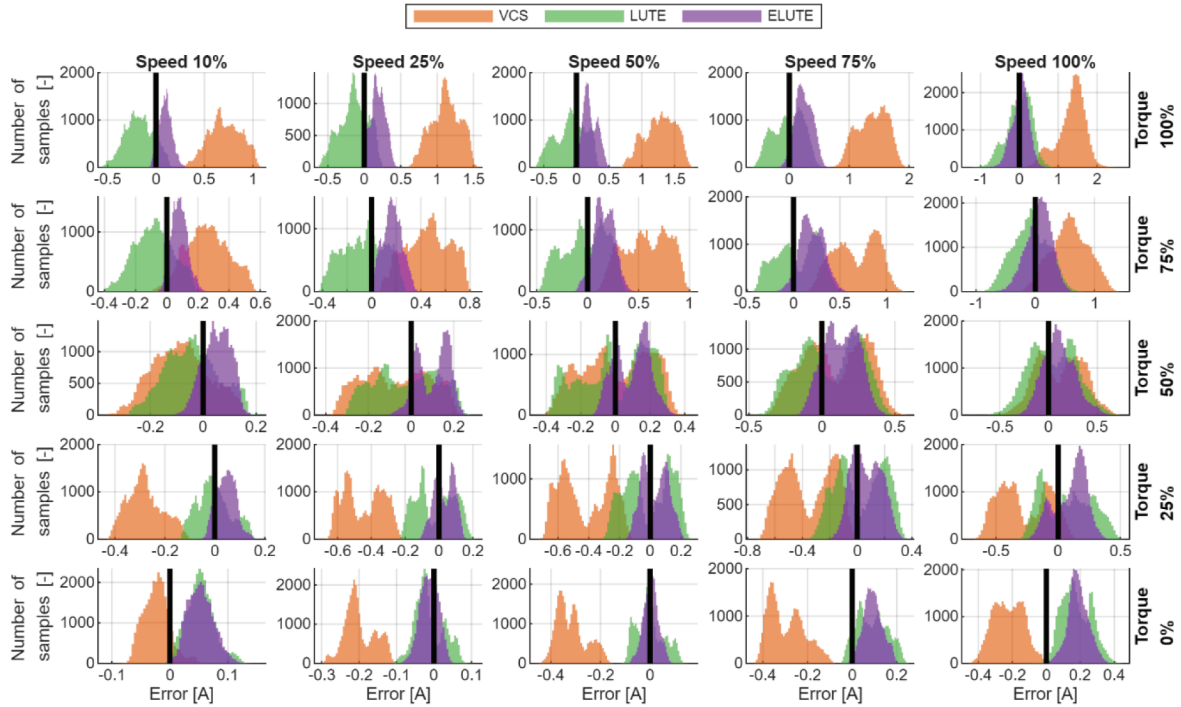 VCS LUTE ELUTE
Speed 10% Speed 25% Speed 50% Speed 75% Speed 100%
Number of samples [-]
2000
1000
0
-0.5 0 0.5 1
1500
1000
500
0
-0.5 0 0.5 1 1.5
2000
1000
0
-0.5 0 0.5 1 1.5
2000
1000
0
0 1 2
2000
1000
0
-1 0 1 2
Torque 100%
Number of samples [-]
1000
0
-0.4 -0.2 0 0.2 0.4 0.6
1000
0
-0.4 0 0.4 0.8
1000
0
-0.5 0 0.5 1
2000
1000
0
-0.5 0 0.5 1
2000
1000
0
-1 0 1
Torque 75%
Number of samples [-]
1000
500
0
-0.2 0 0.2
2000
1000
0
-0.4 -0.2 0 0.2 0.4
1000
0
-0.4 -0.2 0 0.2 0.4
1000
500
0
-0.5 0 0.5
2000
1000
0
-0.5 0 0.5
Torque 50%
Number of samples [-]
2000
1000
0
-0.4 -0.2 0 0.2
2000
1000
0
-0.6 -0.4 -0.2 0 0.2
1000
0
-0.6 -0.4 -0.2 0 0.2
1000
500
0
-0.8 -0.4 0 0.4
2000
1000
0
-0.5 0 0.5
Torque 25%
Number of samples [-]
2000
1000
0
-0.1 0 0.1
Error [A]
2000
1000
0
-0.3 -0.2 -0.1 0 0.1
Error [A]
2000
1000
0
-0.4 -0.2 0 0.2
Error [A]
2000
1000
0
-0.4 -0.2 0 0.2
Error [A]
2000
1000
0
-0.4 -0.2 0 0.2 0.4
Error [A]
Torque 0%